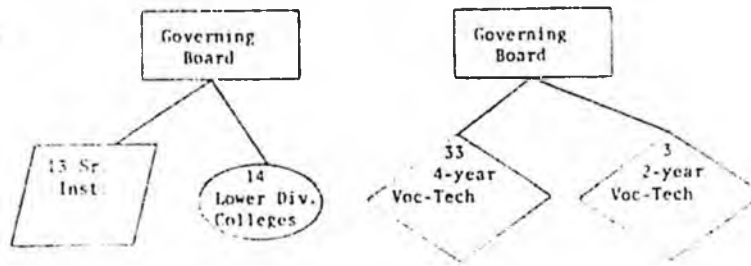 Governing
Board
Governing
Board
13 Sr.
Inst.
14
Lower Div.
Colleges
33
4-year
Voc-Tech
3
2-year
Voc-Tech